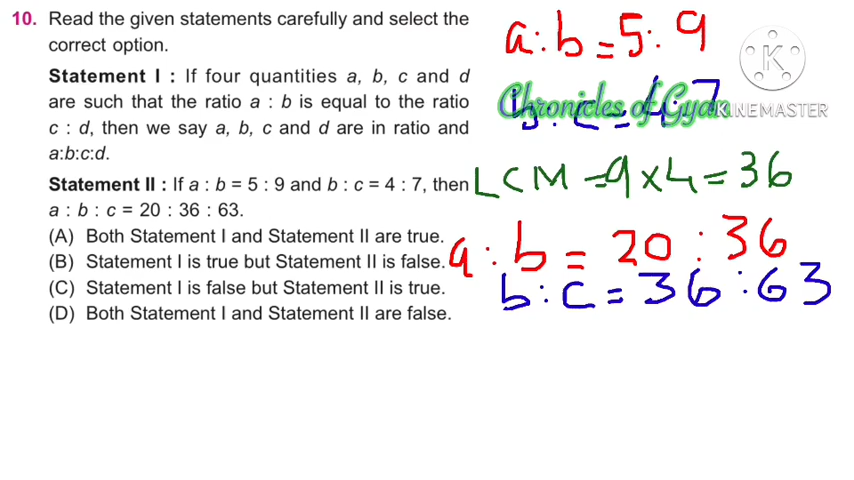 10. Read the given statements carefully and select the
correct option.
Statement I : If four quantities a, b, c and d
are such that the ratio a : b is equal to the ratio
c : d, then we say a, b, c and d are in ratio and
a:b:c:d.
Statement II : If a : b = 5 : 9 and b : c = 4 : 7, then
a : b : c = 20 : 36 : 63.
(A) Both Statement I and Statement II are true.
(B) Statement I is true but Statement II is false.
(C) Statement I is false but Statement II is true.
(D) Both Statement I and Statement II are false.
a : b = 5 : 9
b : c = 4 : 7
Chronicles of Gyan
K
KINEMASTER
LCM = 9 × 4 = 36
a : b = 20 : 36
b : c = 36 : 63